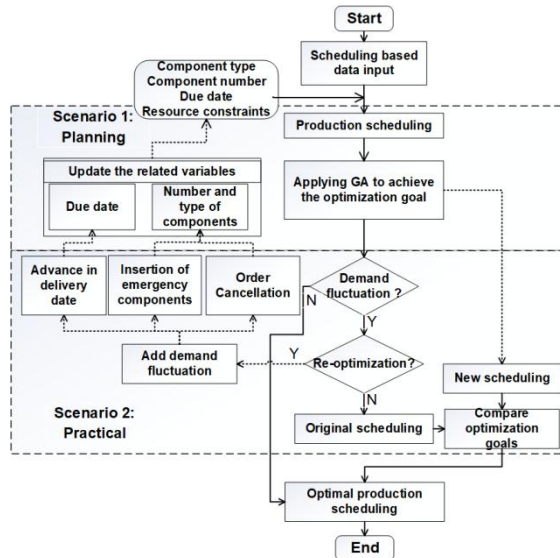 Start
Scheduling based
data input
Component type
Component number
Due date
Resource constraints
Scenario 1:
Planning
Production scheduling
Update the related variables
Due date
Number and
type of
components
Applying GA to achieve
the optimization goal
Advance in
delivery
date
Insertion of
emergency
components
Order
Cancellation
Demand
fluctuation ?
N
Y
Add demand
fluctuation
Y
Re-optimization?
N
New scheduling
Scenario 2:
Practical
Original scheduling
Compare
optimization
goals
Optimal production
scheduling
End